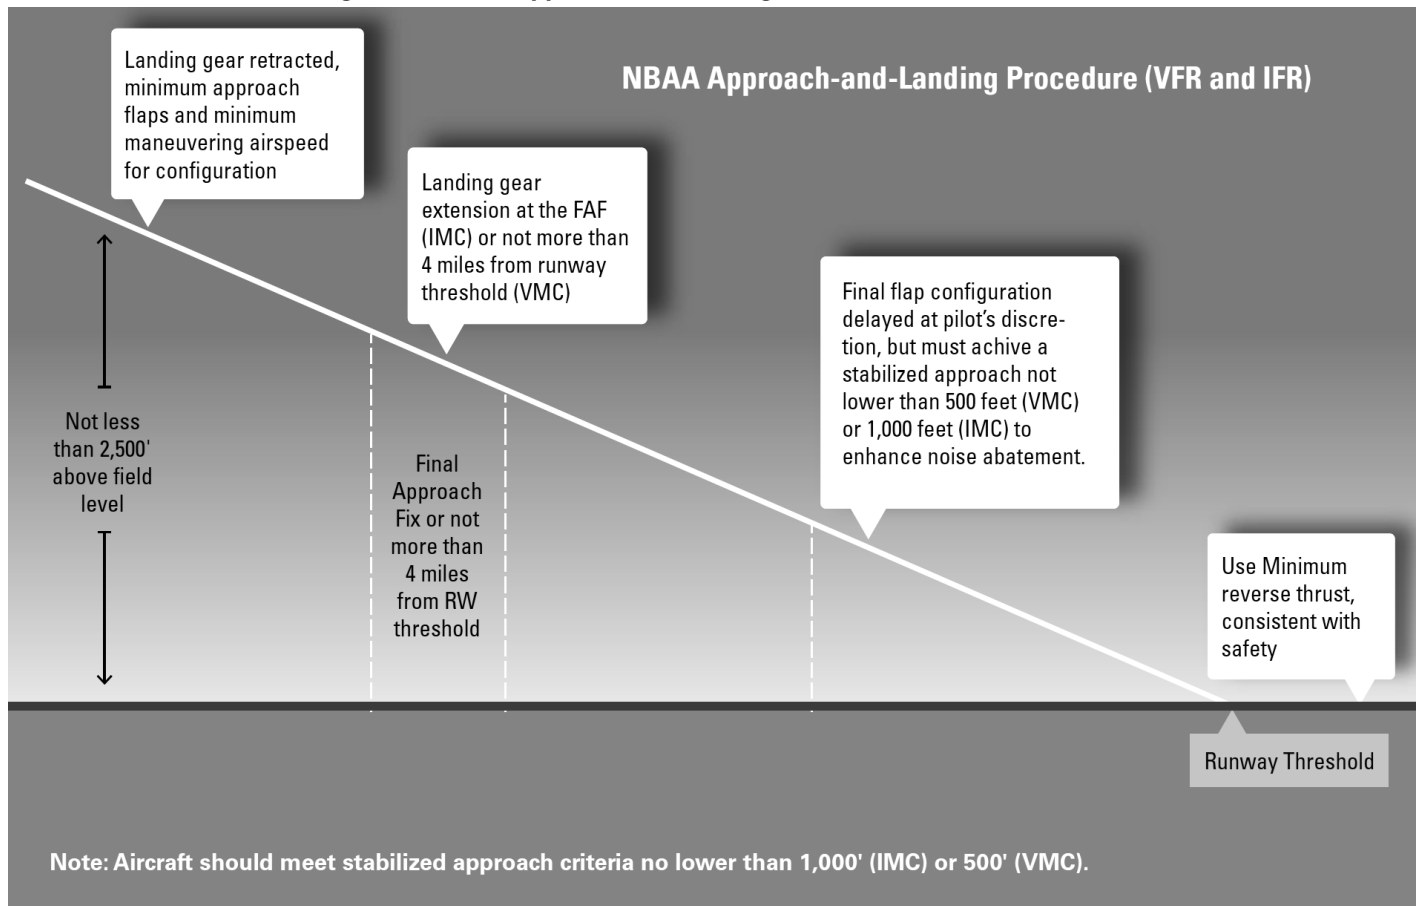 NBAA Approach-and-Landing Procedure (VFR and IFR)
Landing gear retracted,
minimum approach
flaps and minimum
maneuvering airspeed
for configuration
Landing gear
extension at the FAF
(IMC) or not more than
4 miles from runway
threshold (VMC)
Final flap configuration
delayed at pilot's discre-
tion, but must achive a
stabilized approach not
lower than 500 feet (VMC)
or 1,000 feet (IMC) to
enhance noise abatement.
Not less
than 2,500'
above field
level
Final
Approach
Fix or not
more than
4 miles
from RW
threshold
Use Minimum
reverse thrust,
consistent with
safety
Runway Threshold
Note: Aircraft should meet stabilized approach criteria no lower than 1,000' (IMC) or 500' (VMC).